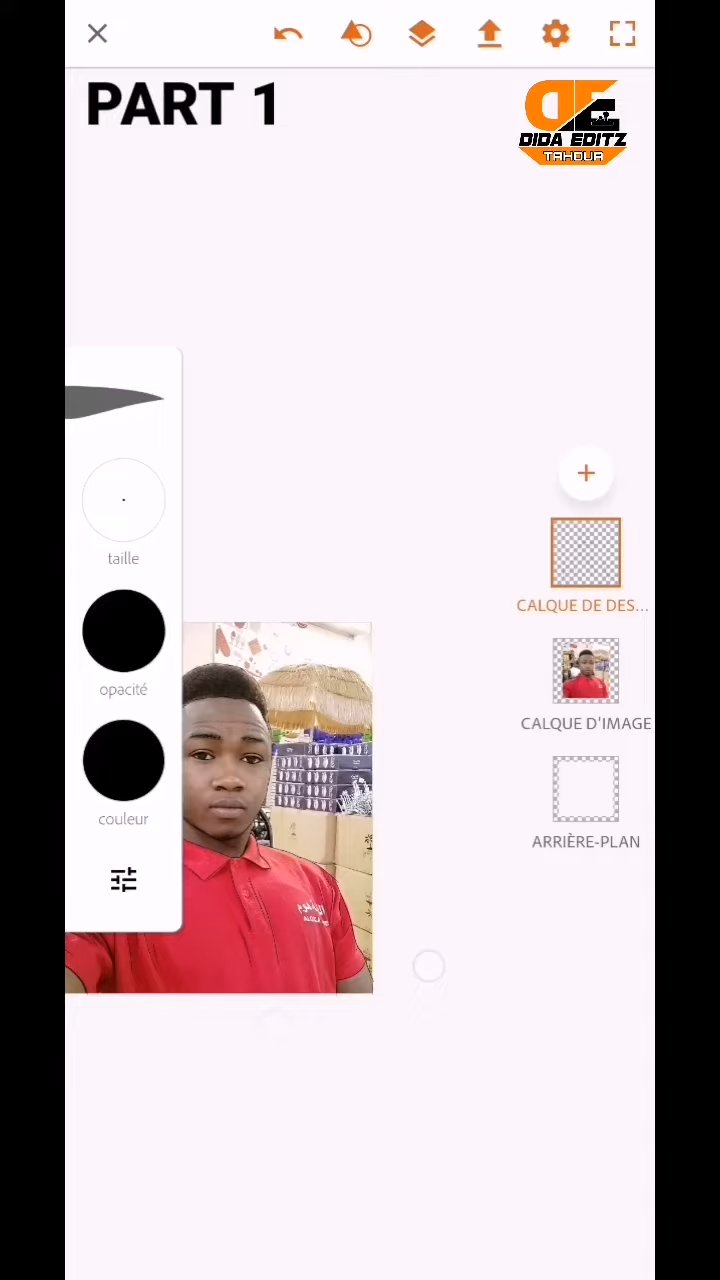 PART 1
DIDA EDITZ
TAHOUR
taille
opacité
couleur
CALQUE DE DES...
CALQUE D'IMAGE
ARRIÈRE-PLAN